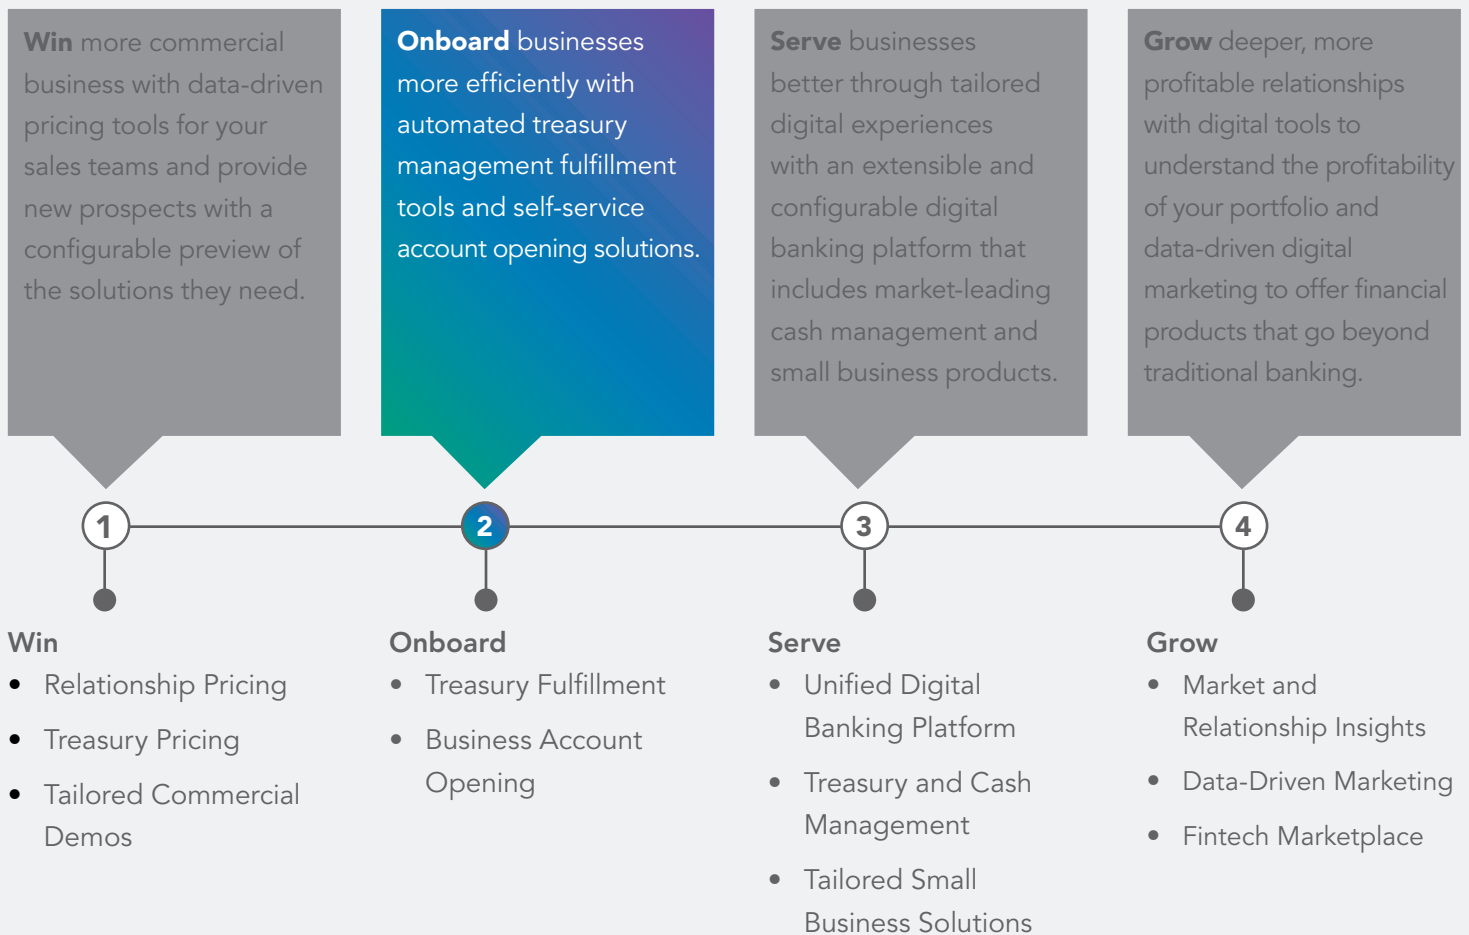 Win more commercial
business with data-driven
pricing tools for your
sales teams and provide
new prospects with a
configurable preview of
the solutions they need.
Onboard businesses
more efficiently with
automated treasury
management fulfillment
tools and self-service
account opening solutions.
Serve businesses
better through tailored
digital experiences
with an extensible and
configurable digital
banking platform that
includes market-leading
cash management and
small business products.
Grow deeper, more
profitable relationships
with digital tools to
understand the profitability
of your portfolio and
data-driven digital
marketing to offer financial
products that go beyond
traditional banking.
1
2
3
4
Win
• Relationship Pricing
• Treasury Pricing
• Tailored Commercial
Demos
Onboard
• Treasury Fulfillment
• Business Account
Opening
Serve
• Unified Digital
Banking Platform
• Treasury and Cash
Management
• Tailored Small
Business Solutions
Grow
• Market and
Relationship Insights
• Data-Driven Marketing
• Fintech Marketplace